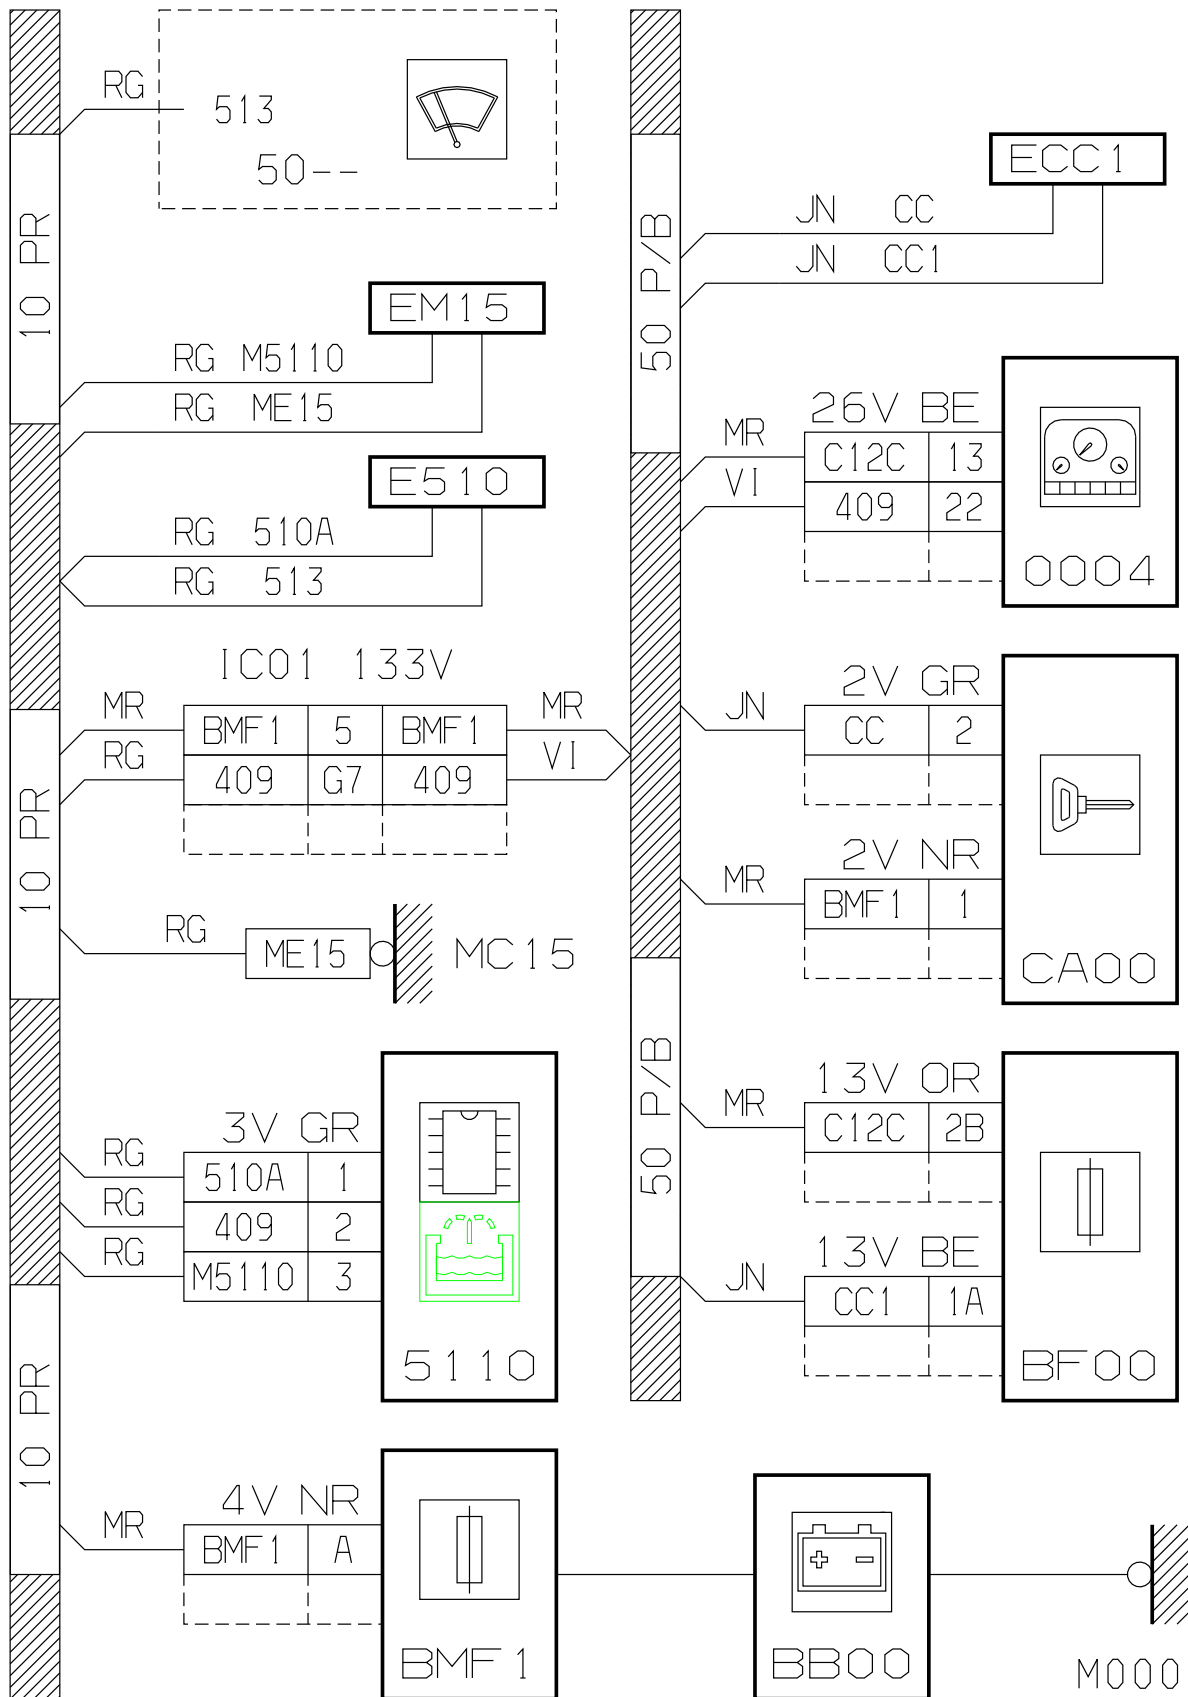 RG
513
50--
10 PR
EM15
RG M5110
RG ME15
E510
RG 510A
RG 513
IC01 133V
MR BMF1 5 BMF1 MR
RG 409 G7 409 VI
10 PR
RG ME15 MC15
3V GR
RG 510A 1
RG 409 2
RG M5110 3
5110
10 PR
4V NR
MR BMF1 A
BMF1
BB00
M000
50 P/B
ECC1
JN CC
JN CC1
26V BE
MR C12C 13
VI 409 22
0004
2V GR
JN CC 2
2V NR
MR BMF1 1
CA00
50 P/B
13V OR
MR C12C 2B
13V BE
JN CC1 1A
BF00